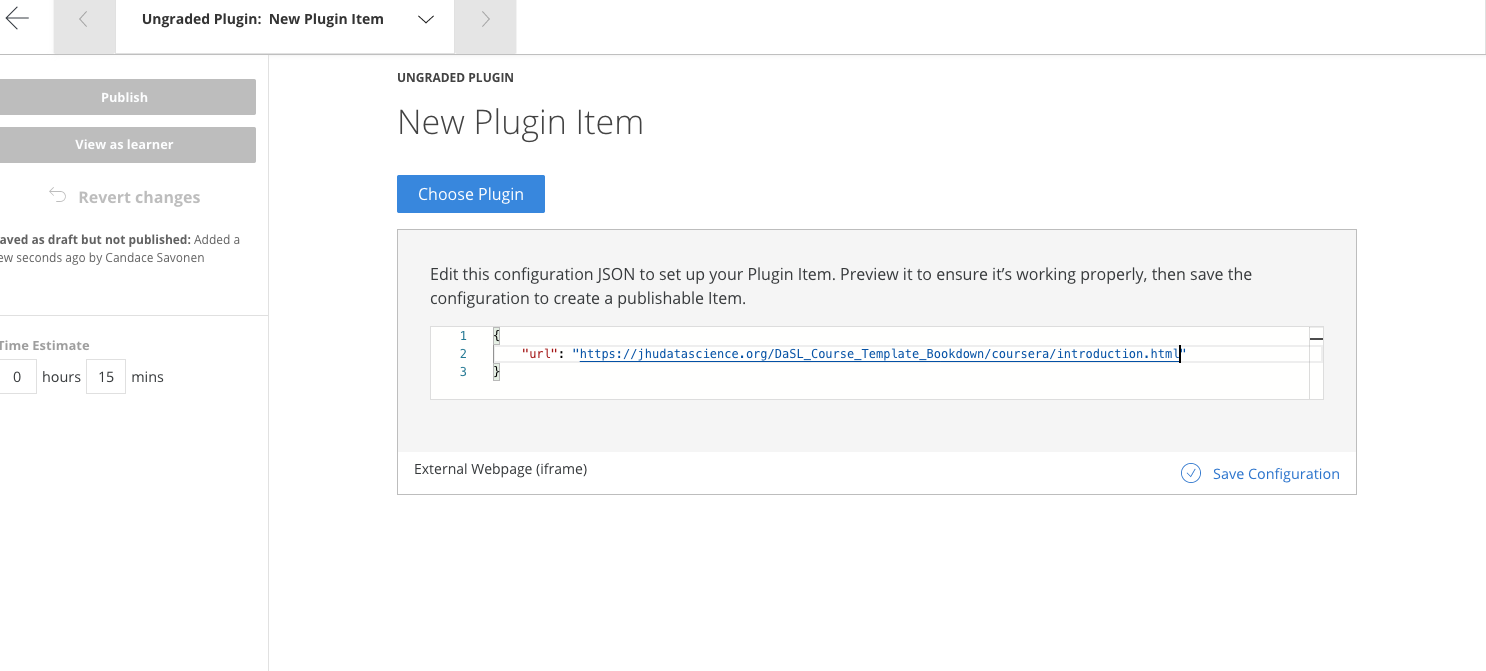 Ungraded Plugin: New Plugin Item
Publish
View as learner
Revert changes
aved as draft but not published: Added a
ew seconds ago by Candace Savonen
Time Estimate
0 hours 15 mins
UNGRADED PLUGIN
New Plugin Item
Choose Plugin
Edit this configuration JSON to set up your Plugin Item. Preview it to ensure it’s working properly, then save the
configuration to create a publishable Item.
1 {
2 "url": "https://jhudatascience.org/DaSL_Course_Template_Bookdown/coursera/introduction.html"
3 }
External Webpage (iframe)
Save Configuration